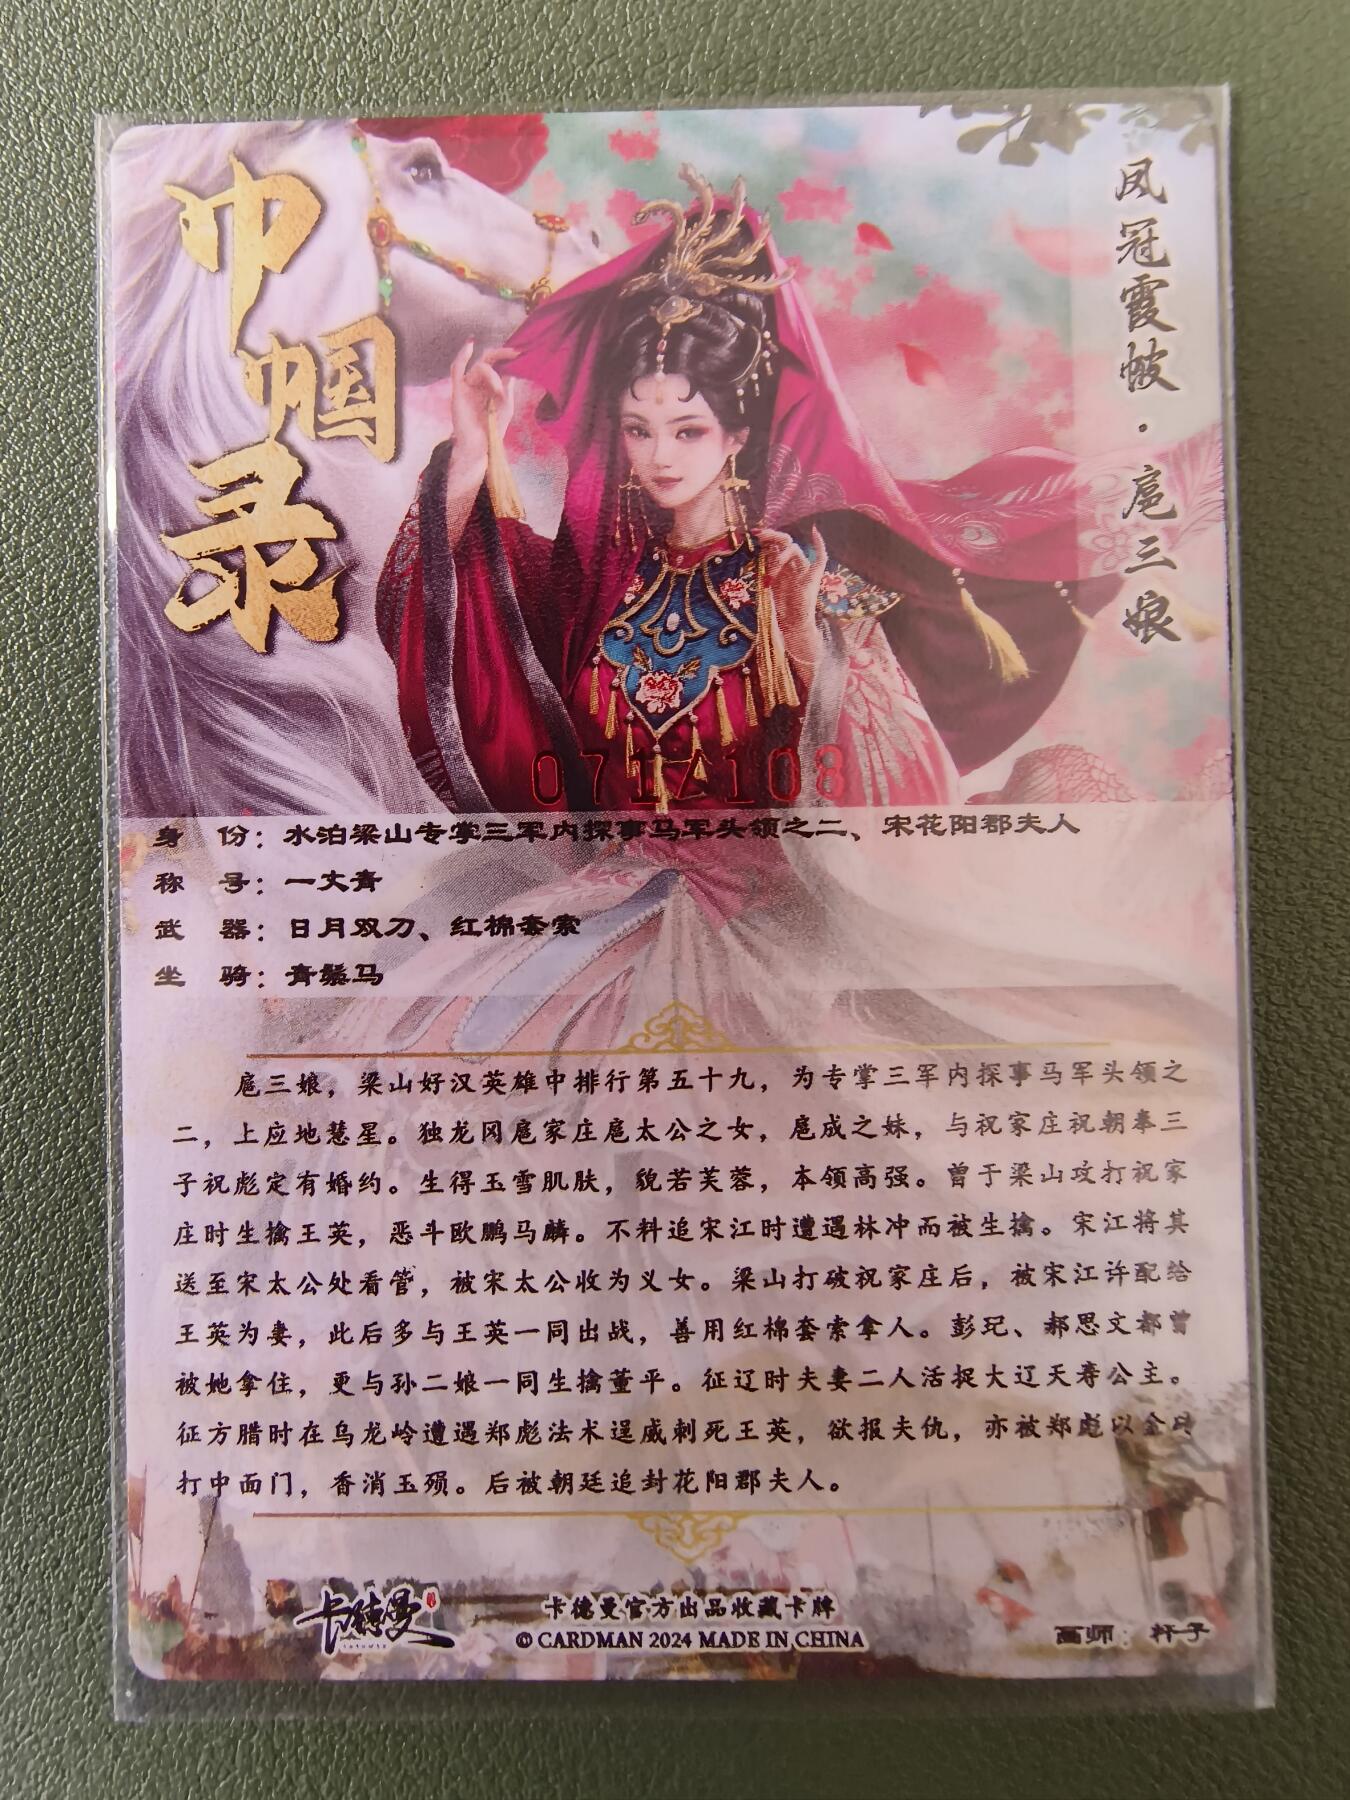 巾帼录
凤冠霞帔·扈三娘
071/108
身 份：水泊梁山专掌三军内探事马军头领之二、宋花阳郡夫人
称 号：一丈青
武 器：日月双刀、红棉套索
坐 骑：青鬃马
扈三娘，梁山好汉英雄中排行第五十九，为专掌三军内探事马军头领之
二，上应地慧星。独龙冈扈家庄扈太公之女，扈成之妹，与祝家庄祝朝奉三
子祝彪定有婚约。生得玉雪肌肤，貌若芙蓉，本领高强。曾于梁山攻打祝家
庄时生擒王英，恶斗欧鹏马麟。不料追宋江时遭遇林冲而被生擒。宋江将其
送至宋太公处看管，被宋太公收为义女。梁山打破祝家庄后，被宋江许配给
王英为妻，此后多与王英一同出战，善用红棉套索拿人。彭玘、郝思文都曾
被她拿住，更与孙二娘一同生擒董平。征辽时夫妻二人活捉大辽天寿公主。
征方腊时在乌龙岭遭遇郑彪法术逞威刺死王英，欲报夫仇，亦被郑彪以金砖
打中面门，香消玉殒。后被朝廷追封花阳郡夫人。
卡德曼
卡德曼官方出品收藏卡牌
© CARDMAN 2024 MADE IN CHINA
画师：杯子